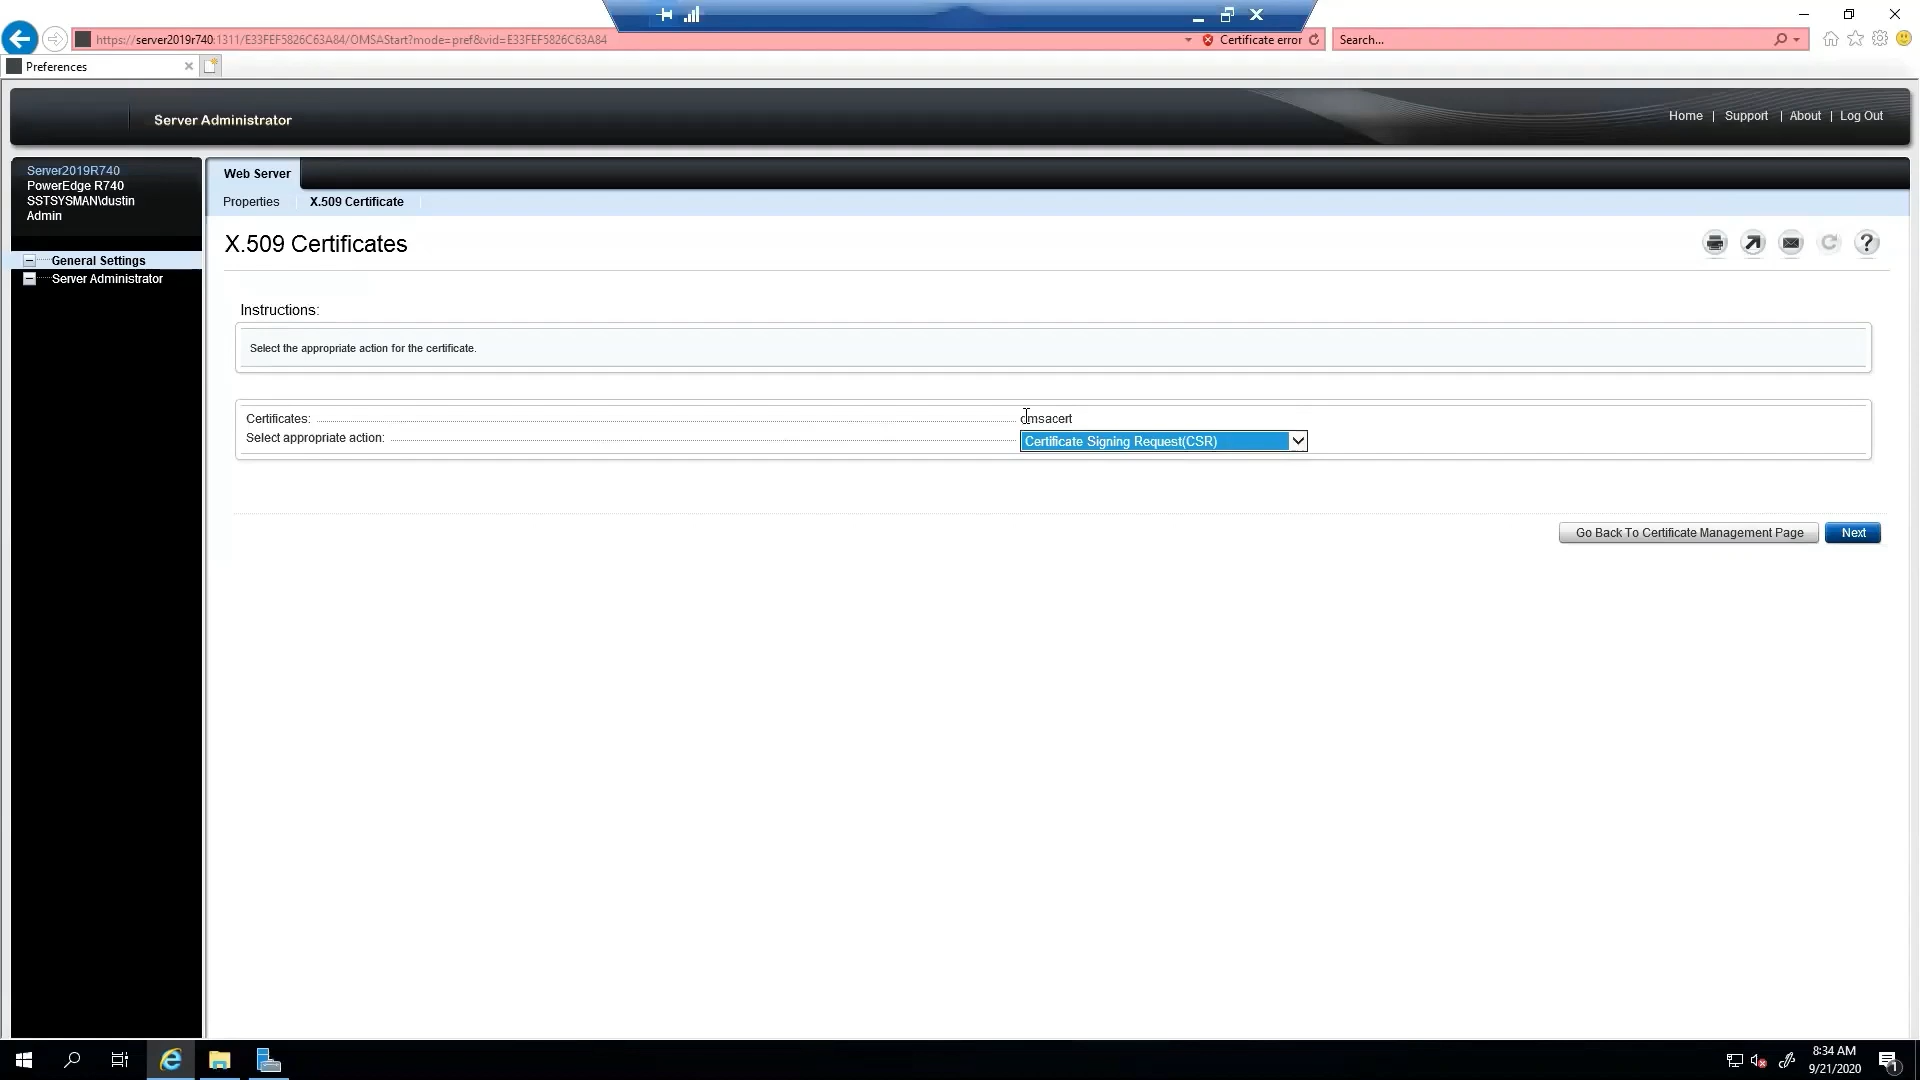 https://server2019r740:1311/E33FEF5826C63A84/OMSAStart?mode=pref&vid=E33FEF5826C63A84
Certificate error
Search...
Preferences
Server Administrator
Home | Support | About | Log Out
Server2019R740
PowerEdge R740
SSTSYSMAN\dustin
Admin
General Settings
Server Administrator
Web Server
Properties
X.509 Certificate
X.509 Certificates
Instructions:
Select the appropriate action for the certificate.
Certificates: omsacert
Select appropriate action: Certificate Signing Request(CSR)
Go Back To Certificate Management Page
Next
8:34 AM
9/21/2020
1